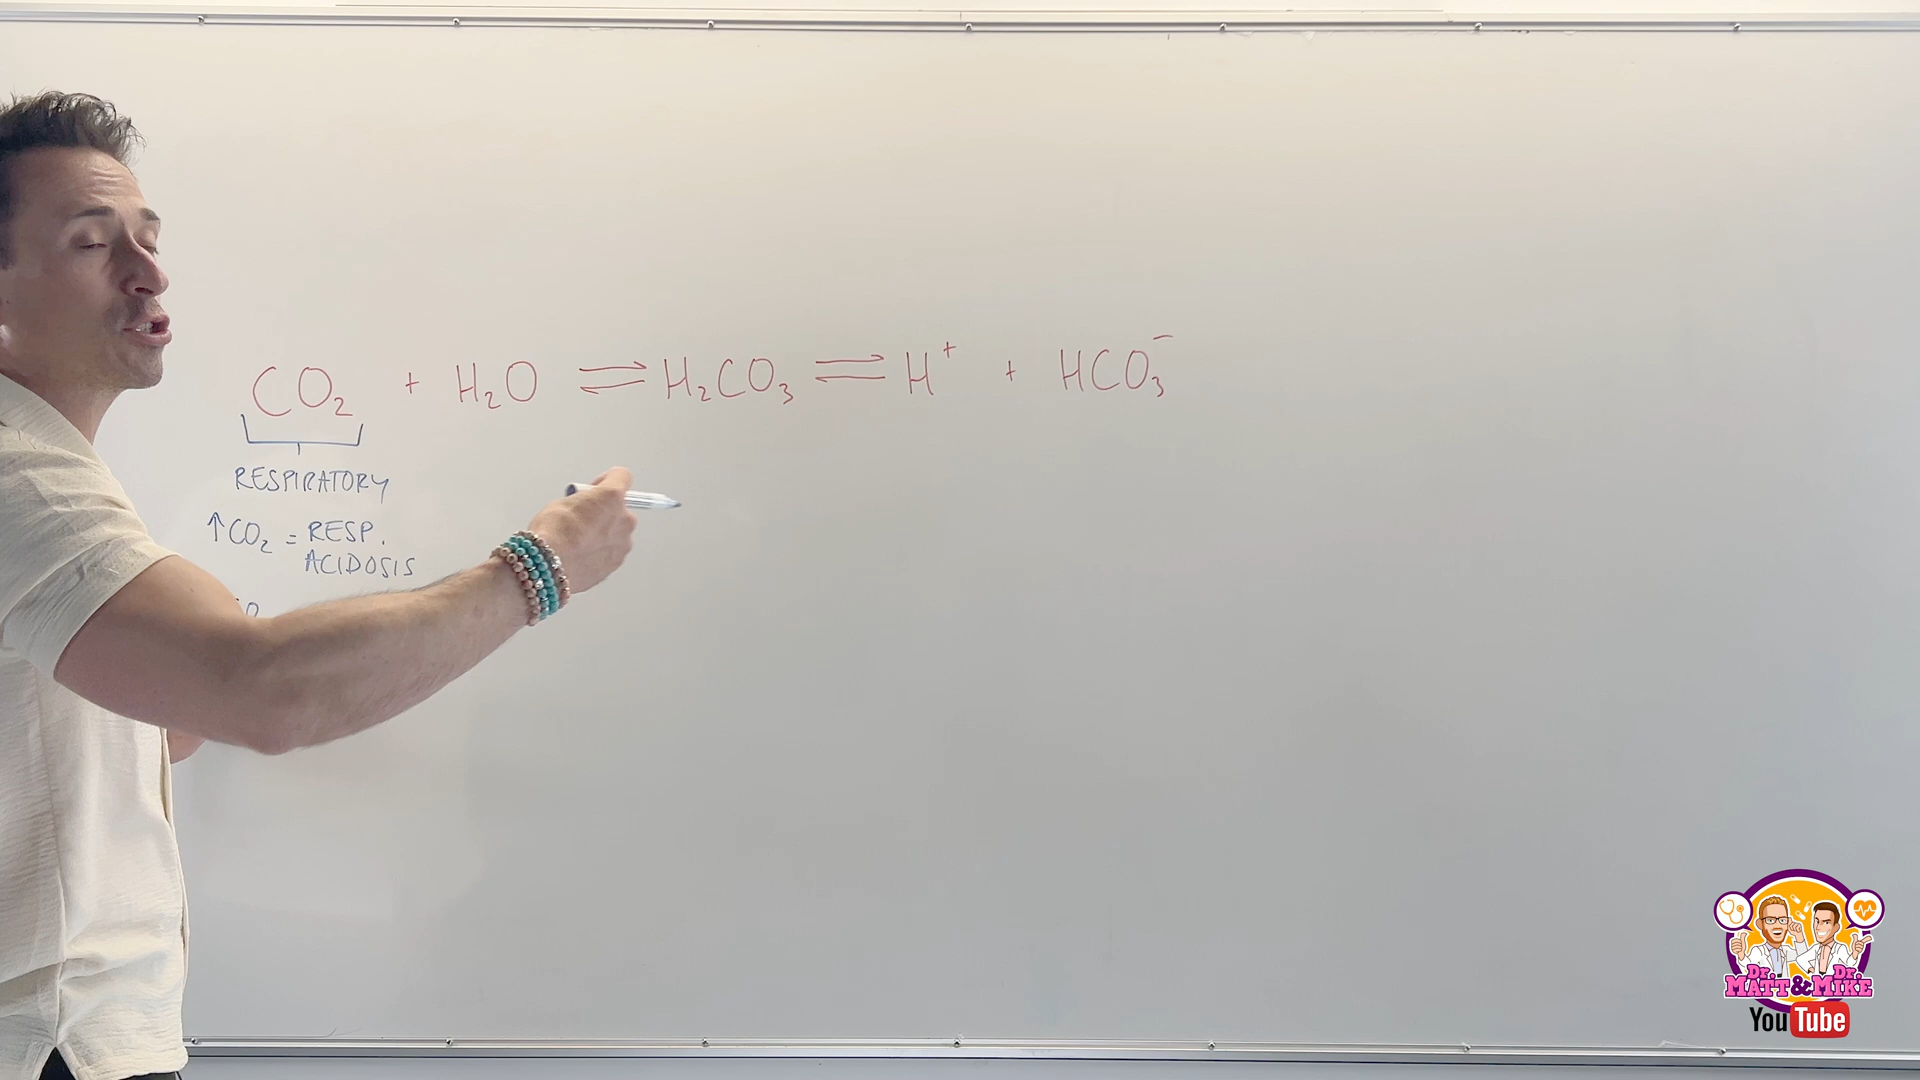 CO₂ + H₂O ⇌ H₂CO₃ ⇌ H⁺ + HCO₃⁻
RESPIRATORY
↑CO₂ = RESP.
ACIDOSIS
Dr. Dr.
MATT & MIKE
YouTube